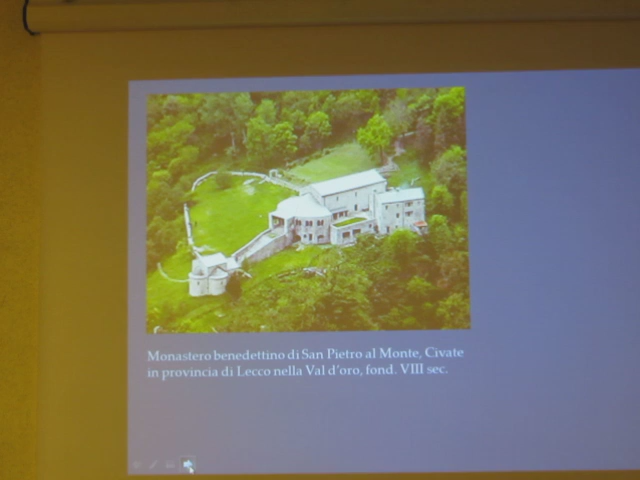 Monastero benedettino di San Pietro al Monte, Civate
in provincia di Lecco nella Val d'oro, fond. VIII sec.